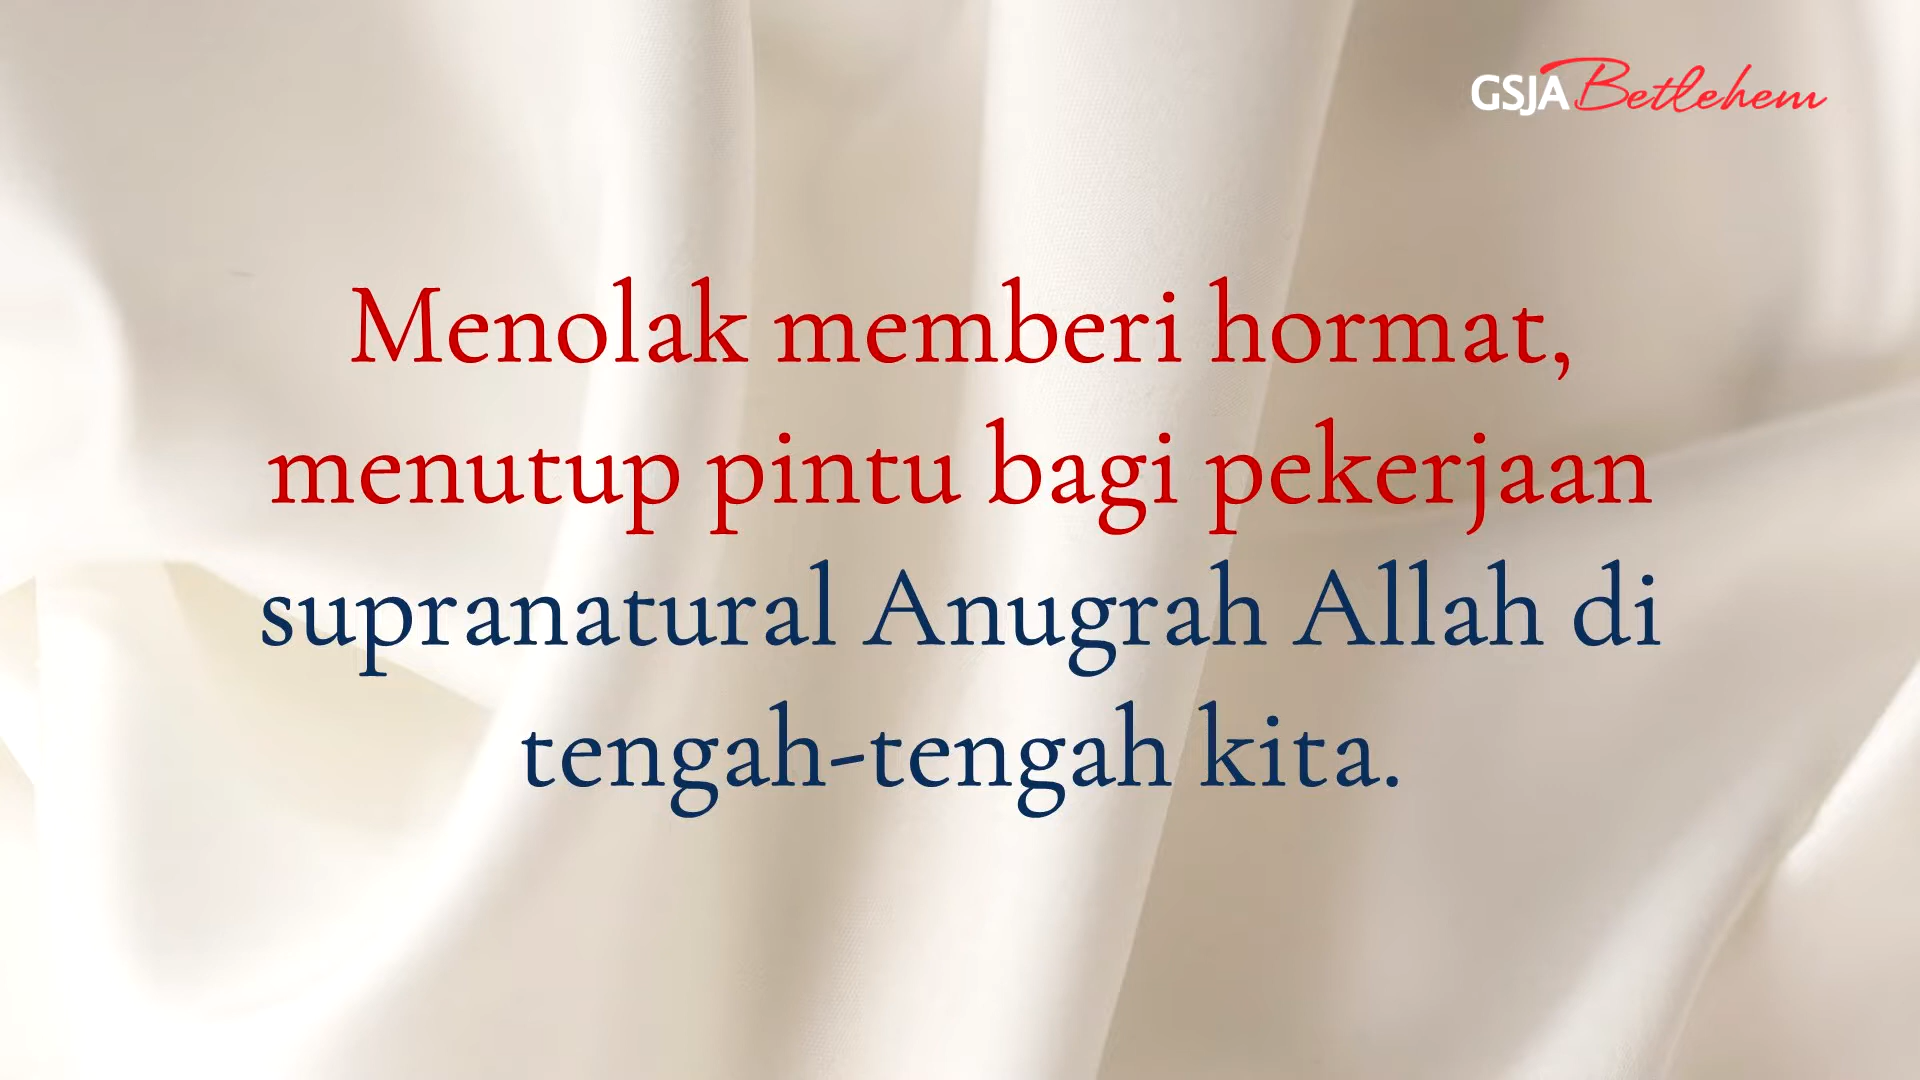 GSJA Betlehem
Menolak memberi hormat,
menutup pintu bagi pekerjaan
supranatural Anugrah Allah di
tengah-tengah kita.